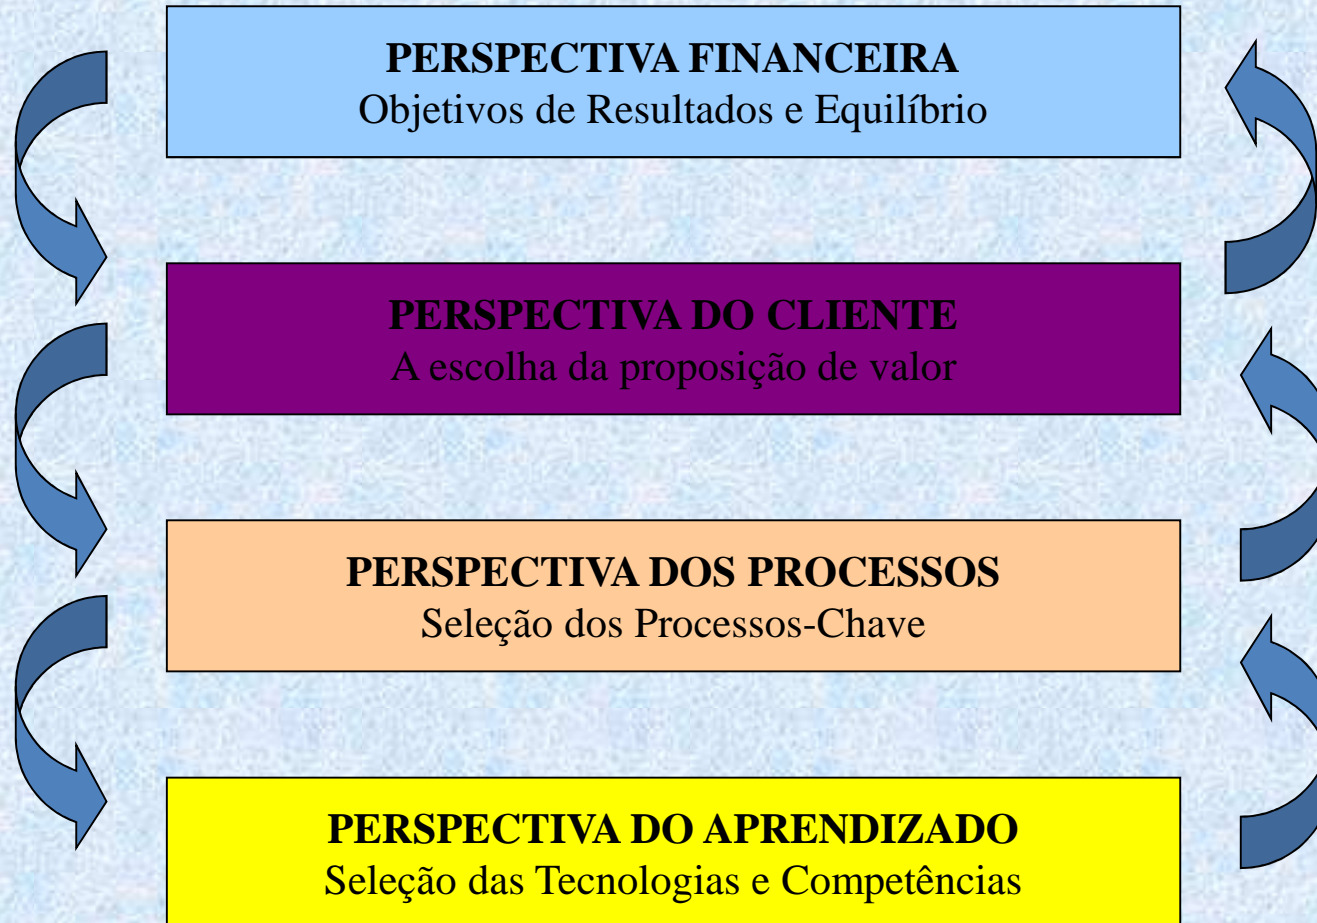 PERSPECTIVA FINANCEIRA
Objetivos de Resultados e Equilíbrio
PERSPECTIVA DO CLIENTE
A escolha da proposição de valor
PERSPECTIVA DOS PROCESSOS
Seleção dos Processos-Chave
PERSPECTIVA DO APRENDIZADO
Seleção das Tecnologias e Competências